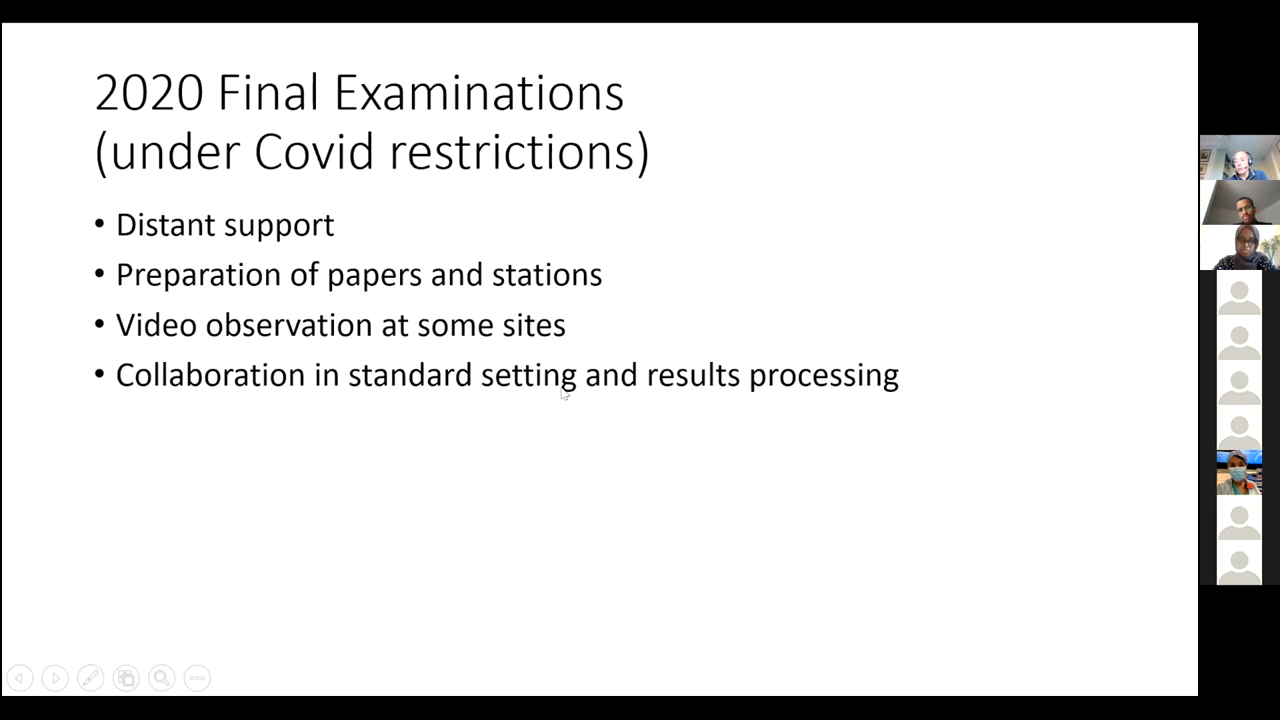 2020 Final Examinations
(under Covid restrictions)
• Distant support
• Preparation of papers and stations
• Video observation at some sites
• Collaboration in standard setting and results processing